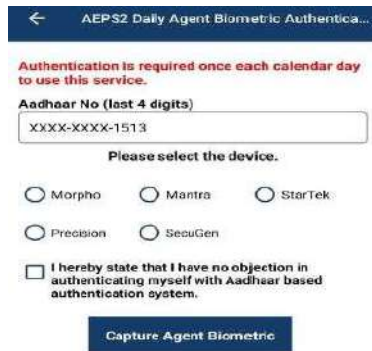 AEPS2 Daily Agent Biometric Authentica...
Authentication is required once each calendar day
to use this service.
Aadhaar No (last 4 digits)
XXXX-XXXX-1513
Please select the device.
Morpho Mantra StarTek
Precision SecuGen
I hereby state that I have no objection in
authenticating myself with Aadhaar based
authentication system.
Capture Agent Biometric